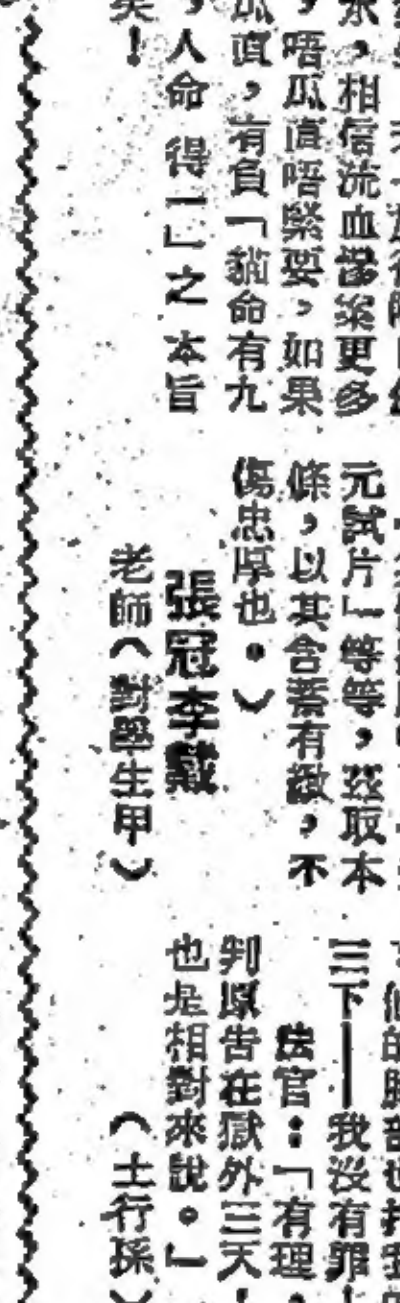 水，相信流血慘案更多
，唔瓜直唔緊要，如果
瓜直，有負「貓命有九
，人命 得一」之本旨
矣！
元試片」等等，茲取本
條，以其含蓄有緻，不
傷忠厚也。）
張冠李戴
老師（對學生甲）
三下——我沒有罪！
法官：「有理，
判原告在獄外三天！
也是相對來說。」
（土行孫）